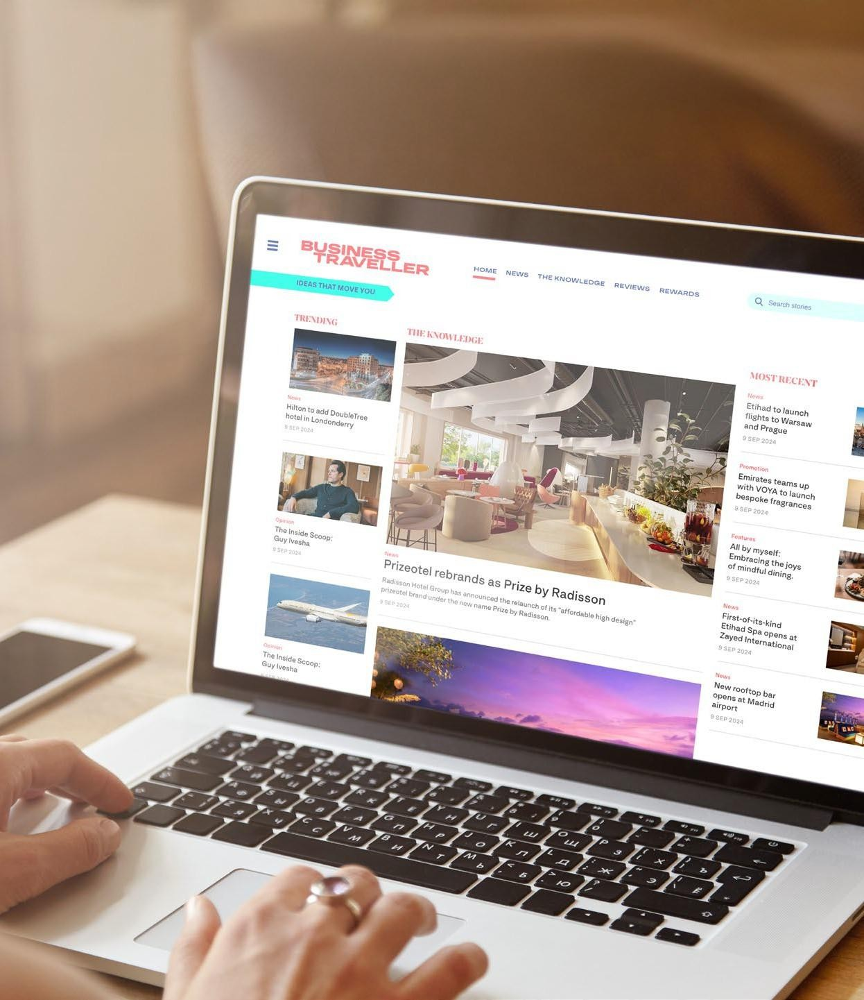 BUSINESS
TRAVELLER
IDEAS THAT MOVE YOU
HOME NEWS THE KNOWLEDGE REVIEWS REWARDS
Search stories
TRENDING
News
Hilton to add DoubleTree
hotel in Londonderry
9 SEP 2024
Opinion
The Inside Scoop:
Guy Ivesha
9 SEP 2024
Opinion
The Inside Scoop:
Guy Ivesha
9 SEP 2024
THE KNOWLEDGE
News
Prizeotel rebrands as Prize by Radisson
Radisson Hotel Group has announced the relaunch of its "affordable high design"
prizeotel brand under the new name Prize by Radisson.
9 SEP 2024
MOST RECENT
News
Etihad to launch
flights to Warsaw
and Prague
9 SEP 2024
Promotion
Emirates teams up
with VOYA to launch
bespoke fragrances
9 SEP 2024
Features
All by myself:
Embracing the joys
of mindful dining.
9 SEP 2024
News
First-of-its-kind
Etihad Spa opens at
Zayed International
9 SEP 2024
News
New rooftop bar
opens at Madrid
airport
9 SEP 2024